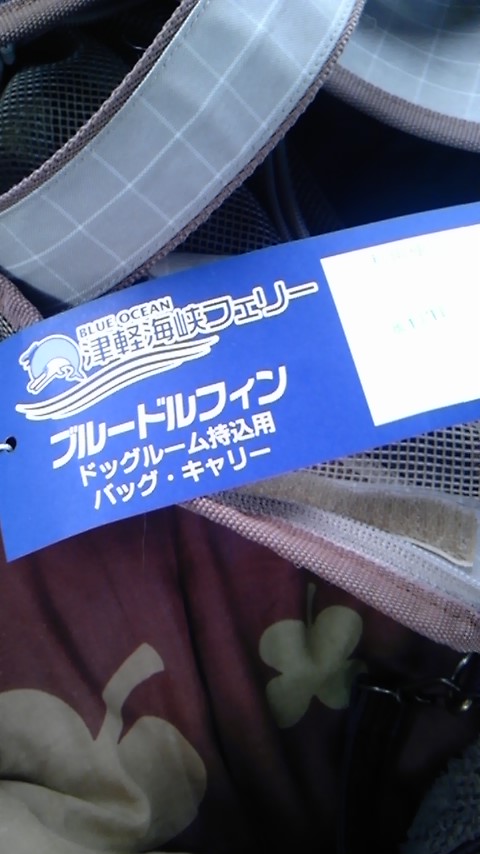 BLUE OCEAN
津軽海峡フェリー
ブルードルフィン
ドッグルーム持込用
バッグ・キャリー